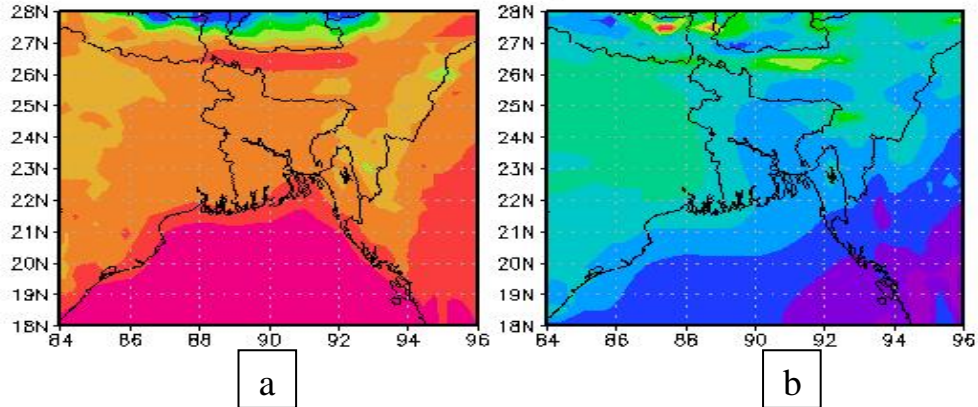 28N 28N
27N 27N
26N 26N
25N 25N
24N 24N
23N 23N
22N 22N
21N 21N
20N 20N
19N 19N
18N 18N
84 86 88 90 92 94 96 84 86 88 90 92 94 96
a b